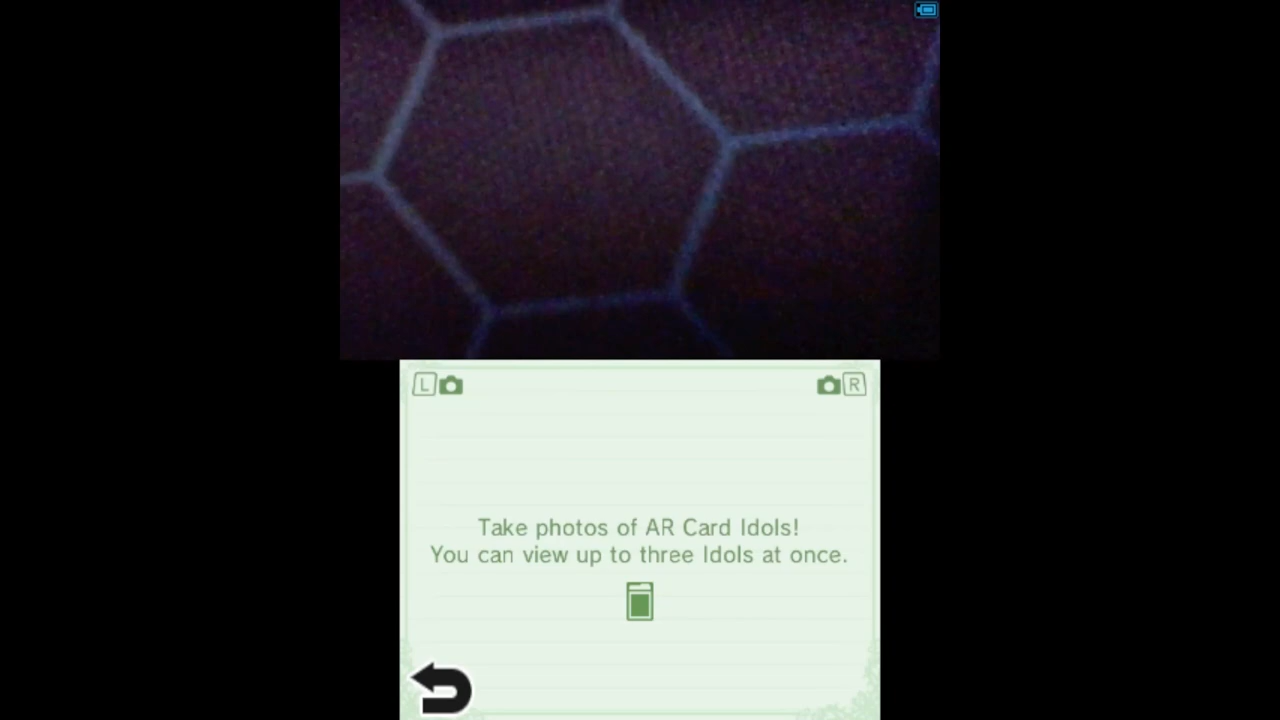 L R
Take photos of AR Card Idols!
You can view up to three Idols at once.